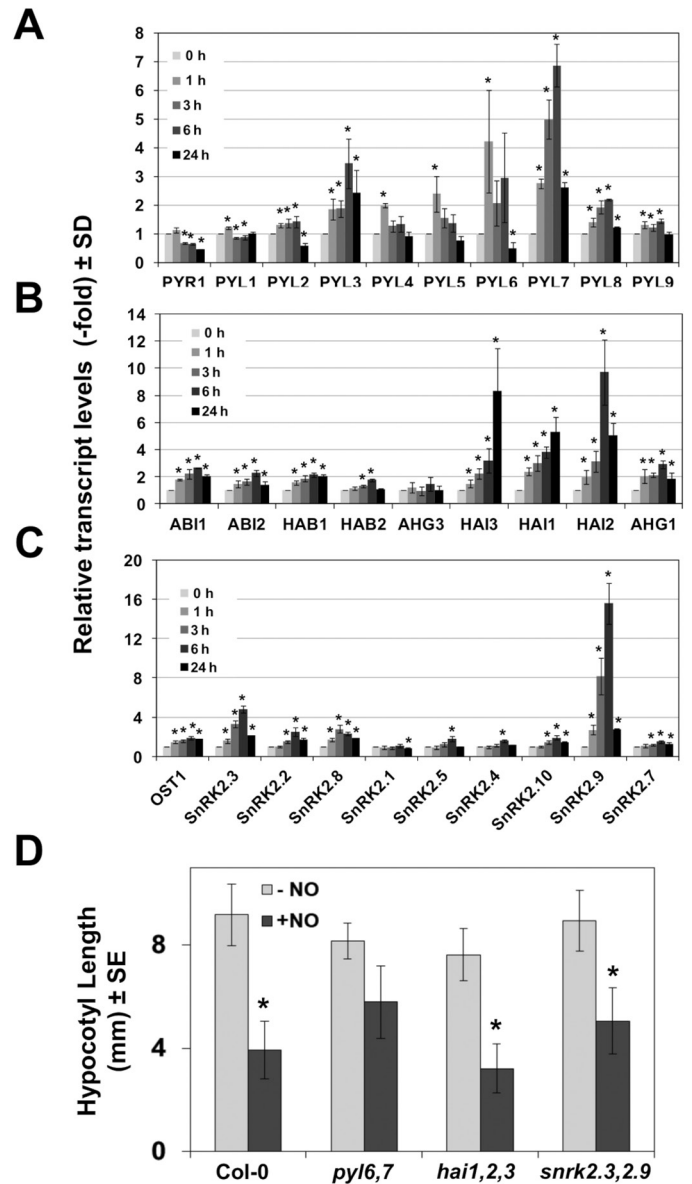 A
8
7
6
5
4
3
2
1
0
0 h
1 h
3 h
6 h
24 h
* * * * * * * * * * * * * * * * * * * * * * * * * * * * *
PYR1 PYL1 PYL2 PYL3 PYL4 PYL5 PYL6 PYL7 PYL8 PYL9
B
14
12
10
8
6
4
2
0
0 h
1 h
3 h
6 h
24 h
ABI1 ABI2 HAB1 HAB2 AHG3 HAI3 HAI1 HAI2 AHG1
Relative transcript levels (-fold) ± SD
C
20
16
12
8
4
0
0 h
1 h
3 h
6 h
24 h
OST1 SnRK2.3 SnRK2.2 SnRK2.8 SnRK2.1 SnRK2.5 SnRK2.4 SnRK2.10 SnRK2.9 SnRK2.7
D
Hypocotyl Length
(mm) ± SE
8
4
0
- NO
+NO
* * *
Col-0 pyl6,7 hai1,2,3 snrk2.3,2.9